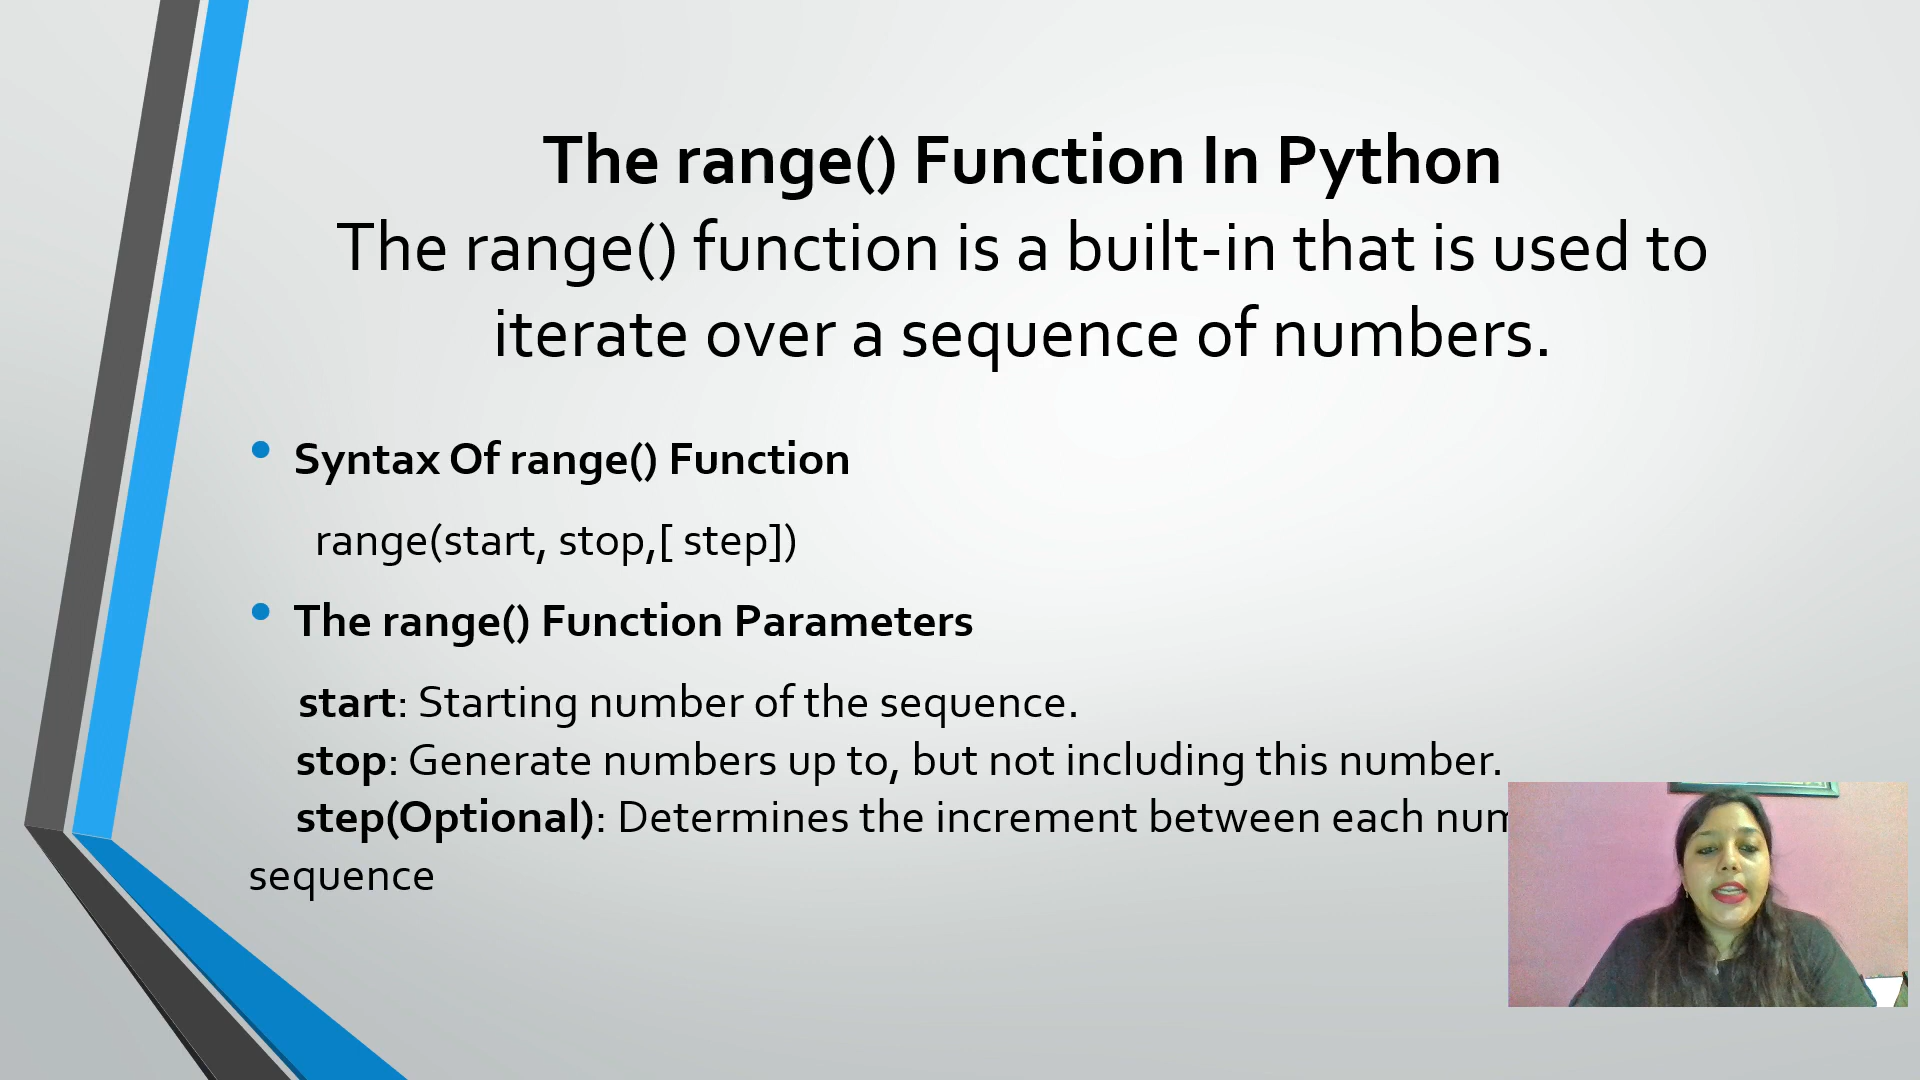 The range() Function In Python
The range() function is a built-in that is used to
iterate over a sequence of numbers.
• Syntax Of range() Function
range(start, stop,[ step])
• The range() Function Parameters
start: Starting number of the sequence.
stop: Generate numbers up to, but not including this number.
step(Optional): Determines the increment between each
sequence